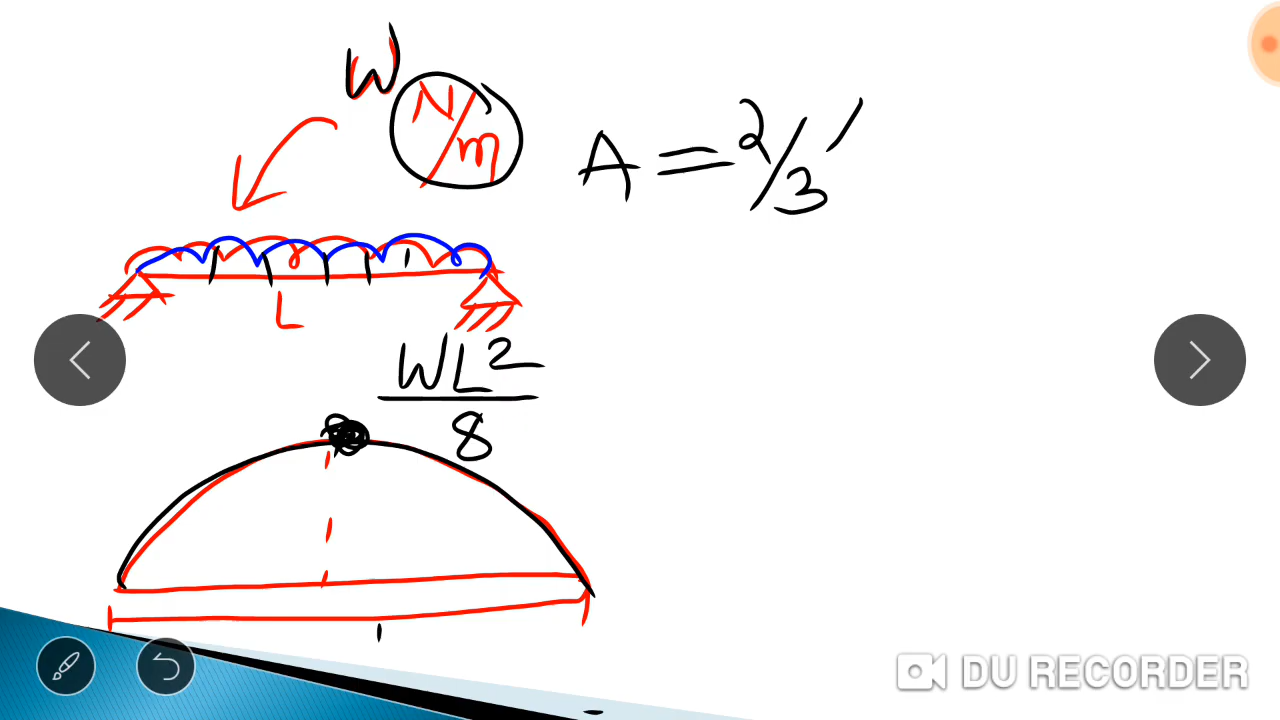 W N/m
A = 2/3
L
WL²
8
DU RECORDER